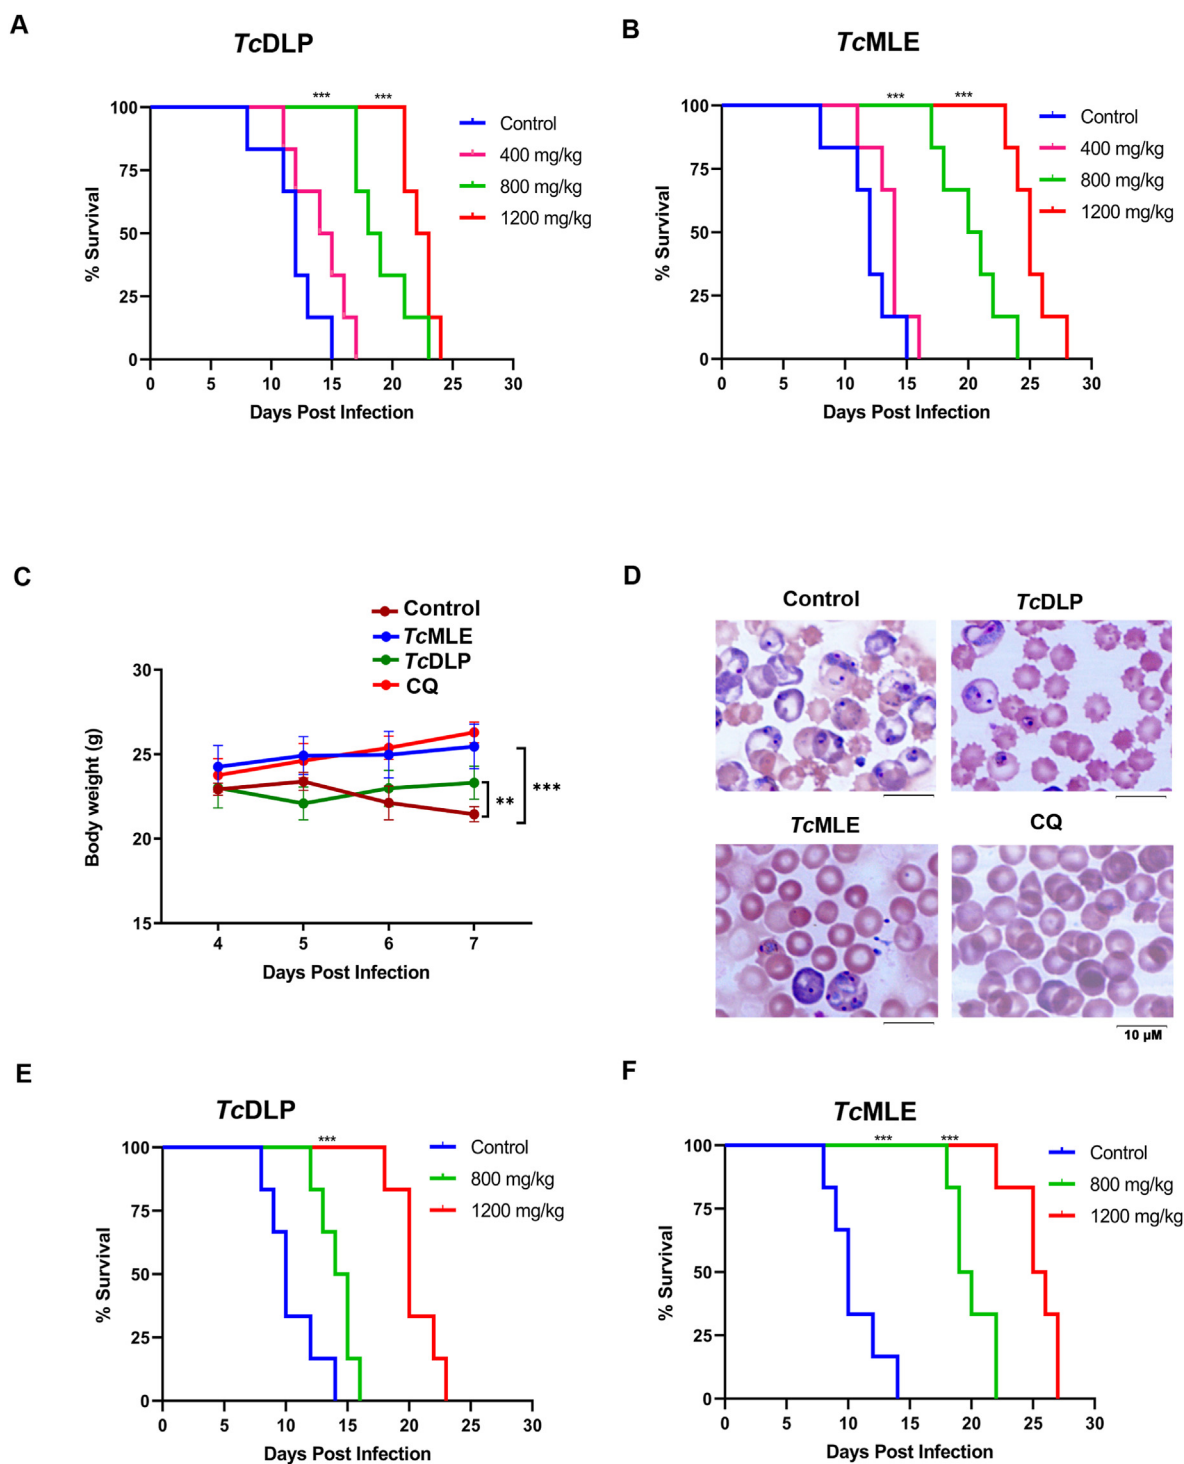 A
TcDLP
*** ***
100
75
50
25
0
% Survival
0 5 10 15 20 25 30
Days Post Infection
Control
400 mg/kg
800 mg/kg
1200 mg/kg
B
TcMLE
*** ***
100
75
50
25
0
% Survival
0 5 10 15 20 25 30
Days Post Infection
Control
400 mg/kg
800 mg/kg
1200 mg/kg
C
Control
TcMLE
TcDLP
CQ
30
25
20
15
Body weight (g)
** ***
4 5 6 7
Days Post Infection
D
Control
TcDLP
TcMLE
CQ
10 µM
E
TcDLP
***
100
75
50
25
0
% Survival
0 5 10 15 20 25 30
Days Post Infection
Control
800 mg/kg
1200 mg/kg
F
TcMLE
*** ***
100
75
50
25
0
% Survival
0 5 10 15 20 25 30
Days Post Infection
Control
800 mg/kg
1200 mg/kg